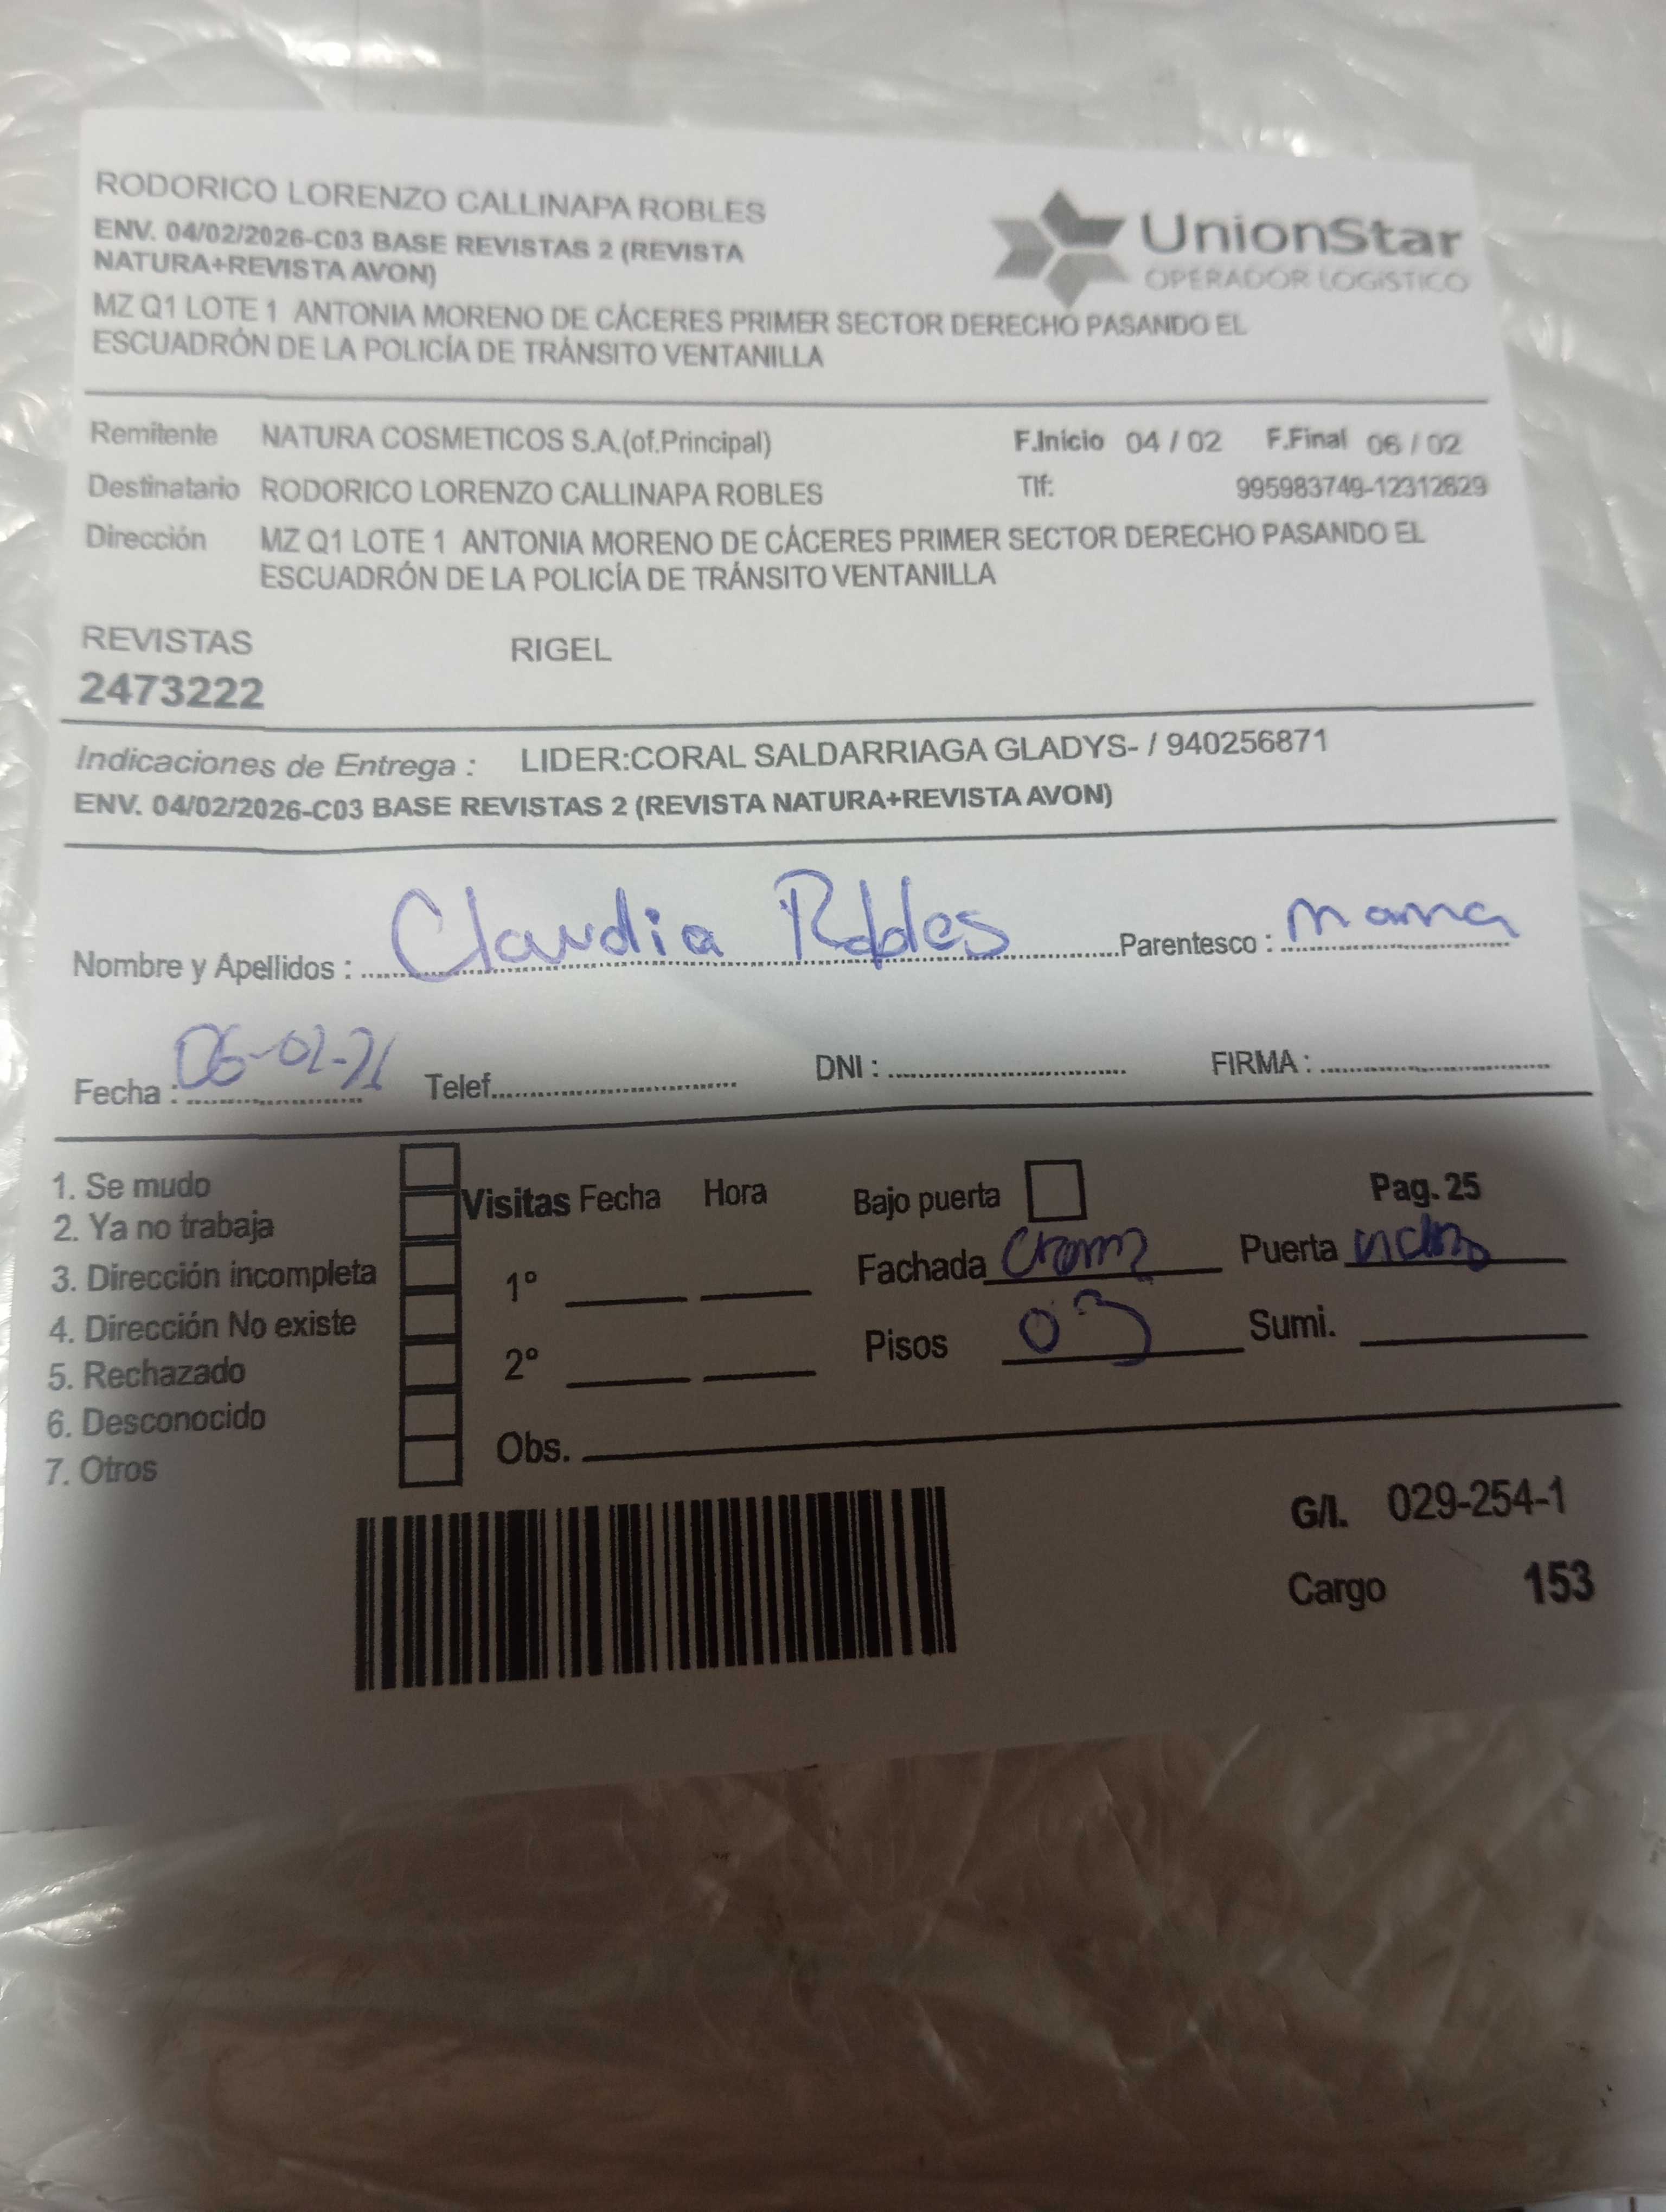 RODORICO LORENZO CALLINAPA ROBLES
ENV. 04/02/2026-C03 BASE REVISTAS 2 (REVISTA
NATURA+REVISTA AVON)
UnionStar
OPERADOR LOGISTICO
MZ Q1 LOTE 1 ANTONIA MORENO DE CÁCERES PRIMER SECTOR DERECHO PASANDO EL
ESCUADRÓN DE LA POLICÍA DE TRÁNSITO VENTANILLA
Remitente NATURA COSMETICOS S.A.(of.Principal) F.Inicio 04 / 02 F.Final 06 / 02
Destinatario RODORICO LORENZO CALLINAPA ROBLES Tlf: 995983749-12312629
Dirección MZ Q1 LOTE 1 ANTONIA MORENO DE CÁCERES PRIMER SECTOR DERECHO PASANDO EL
ESCUADRÓN DE LA POLICÍA DE TRÁNSITO VENTANILLA
REVISTAS RIGEL
2473222
Indicaciones de Entrega : LIDER:CORAL SALDARRIAGA GLADYS- / 940256871
ENV. 04/02/2026-C03 BASE REVISTAS 2 (REVISTA NATURA+REVISTA AVON)
Nombre y Apellidos : Claudia Robles Parentesco : mama
Fecha : Telef. DNI : FIRMA :
1. Se mudo
2. Ya no trabaja
3. Dirección incompleta
4. Dirección No existe
5. Rechazado
6. Desconocido
7. Otros
Visitas Fecha Hora
1º
2º
Obs.
Bajo puerta Pag. 25
Fachada Puerta
Pisos 03 Sumi.
G/I. 029-254-1
Cargo 153